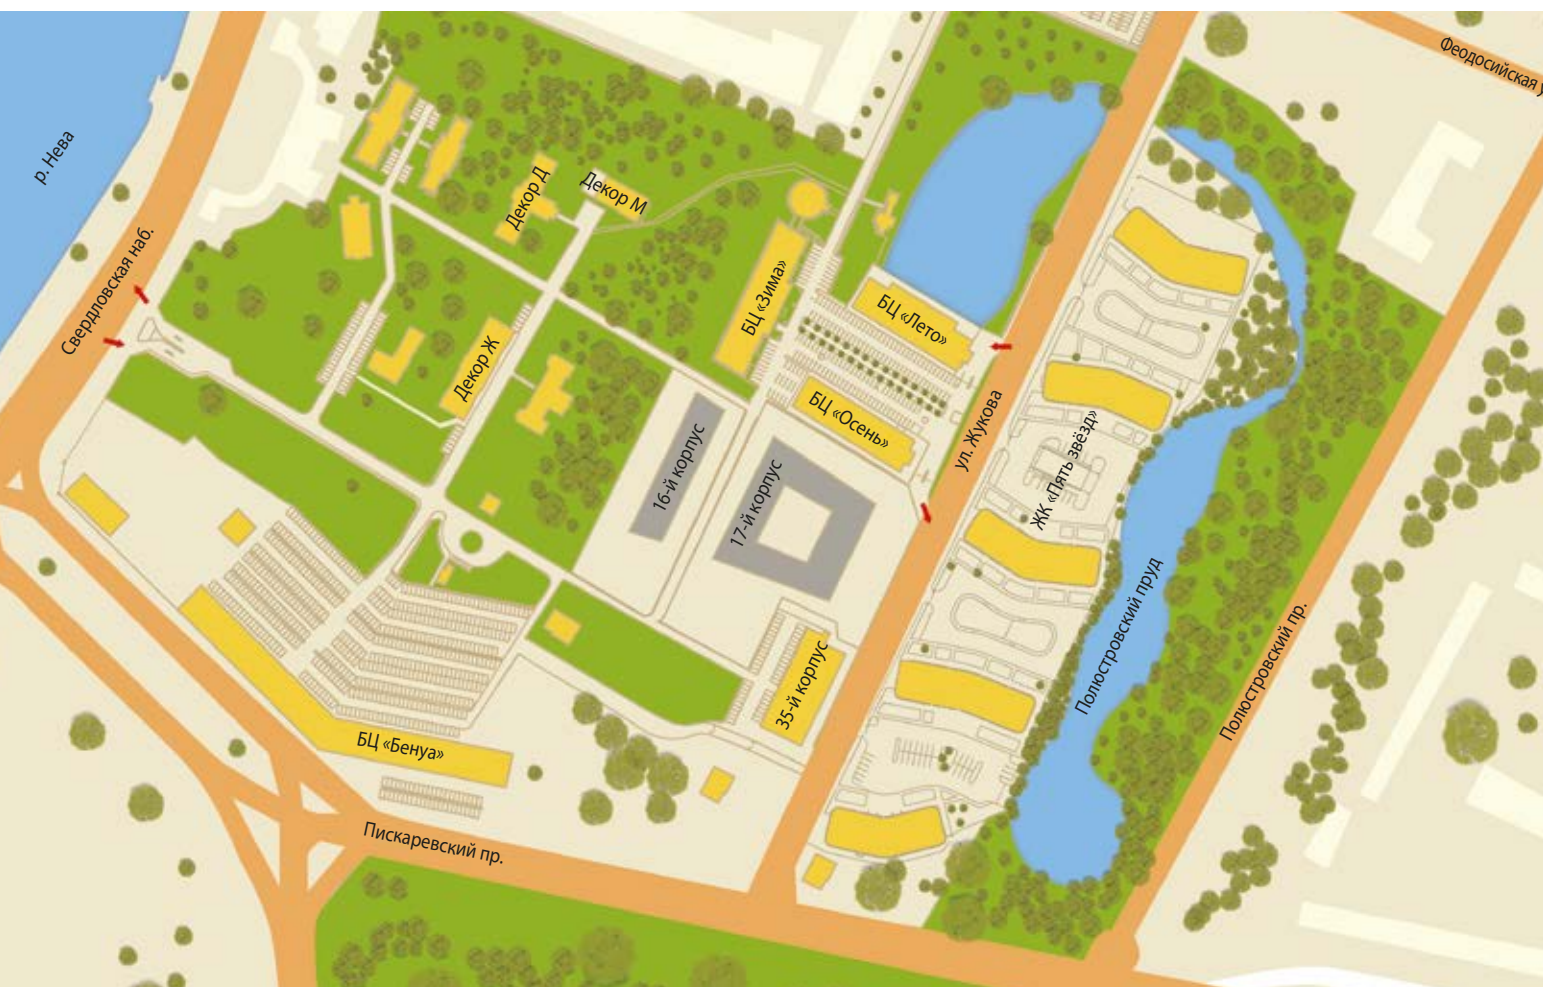 Феодосийская у
р. Нева
Свердловская наб.
Декор Д
Декор М
БЦ «Зима»
БЦ «Лето»
Декор Ж
БЦ «Осень»
ул. Жукова
ЖК «Пять звёзд»
16-й корпус
17-й корпус
Полюстровский пруд
Полюстровский пр.
35-й корпус
БЦ «Бенуа»
Пискаревский пр.